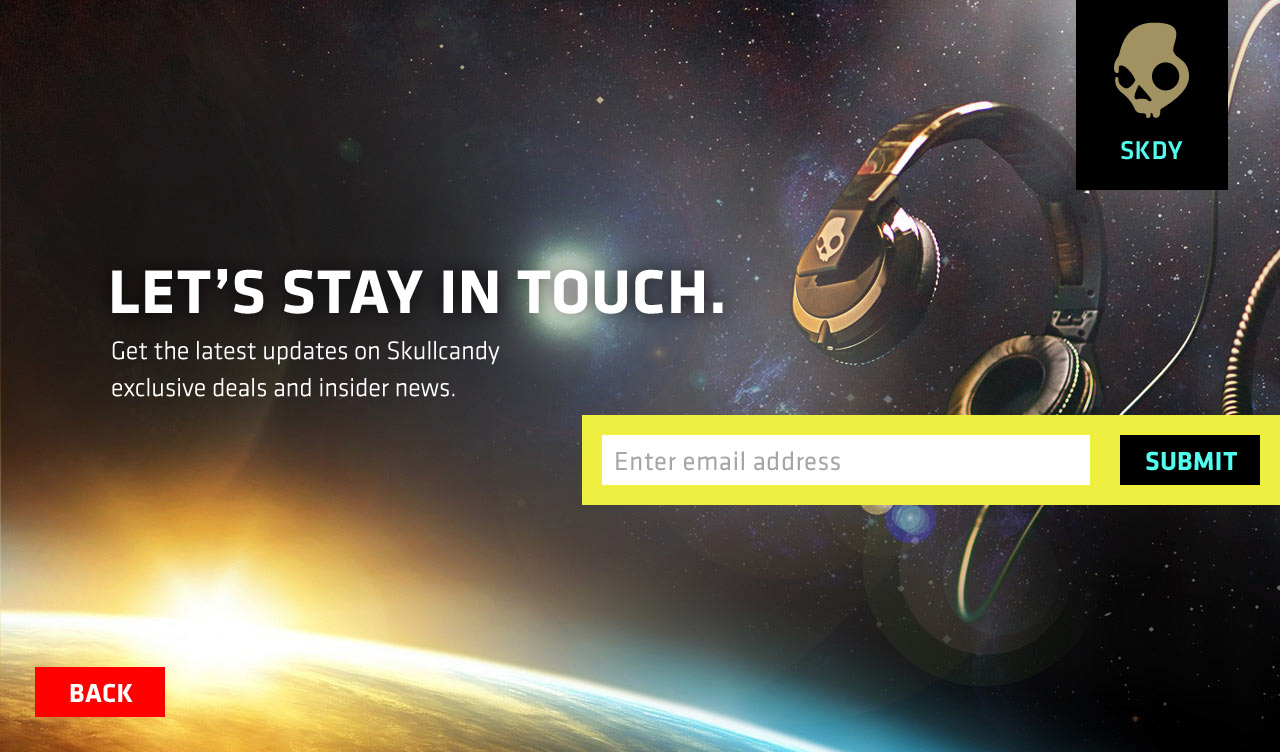 SKDY
LET’S STAY IN TOUCH.
Get the latest updates on Skullcandy
exclusive deals and insider news.
Enter email address
SUBMIT
BACK